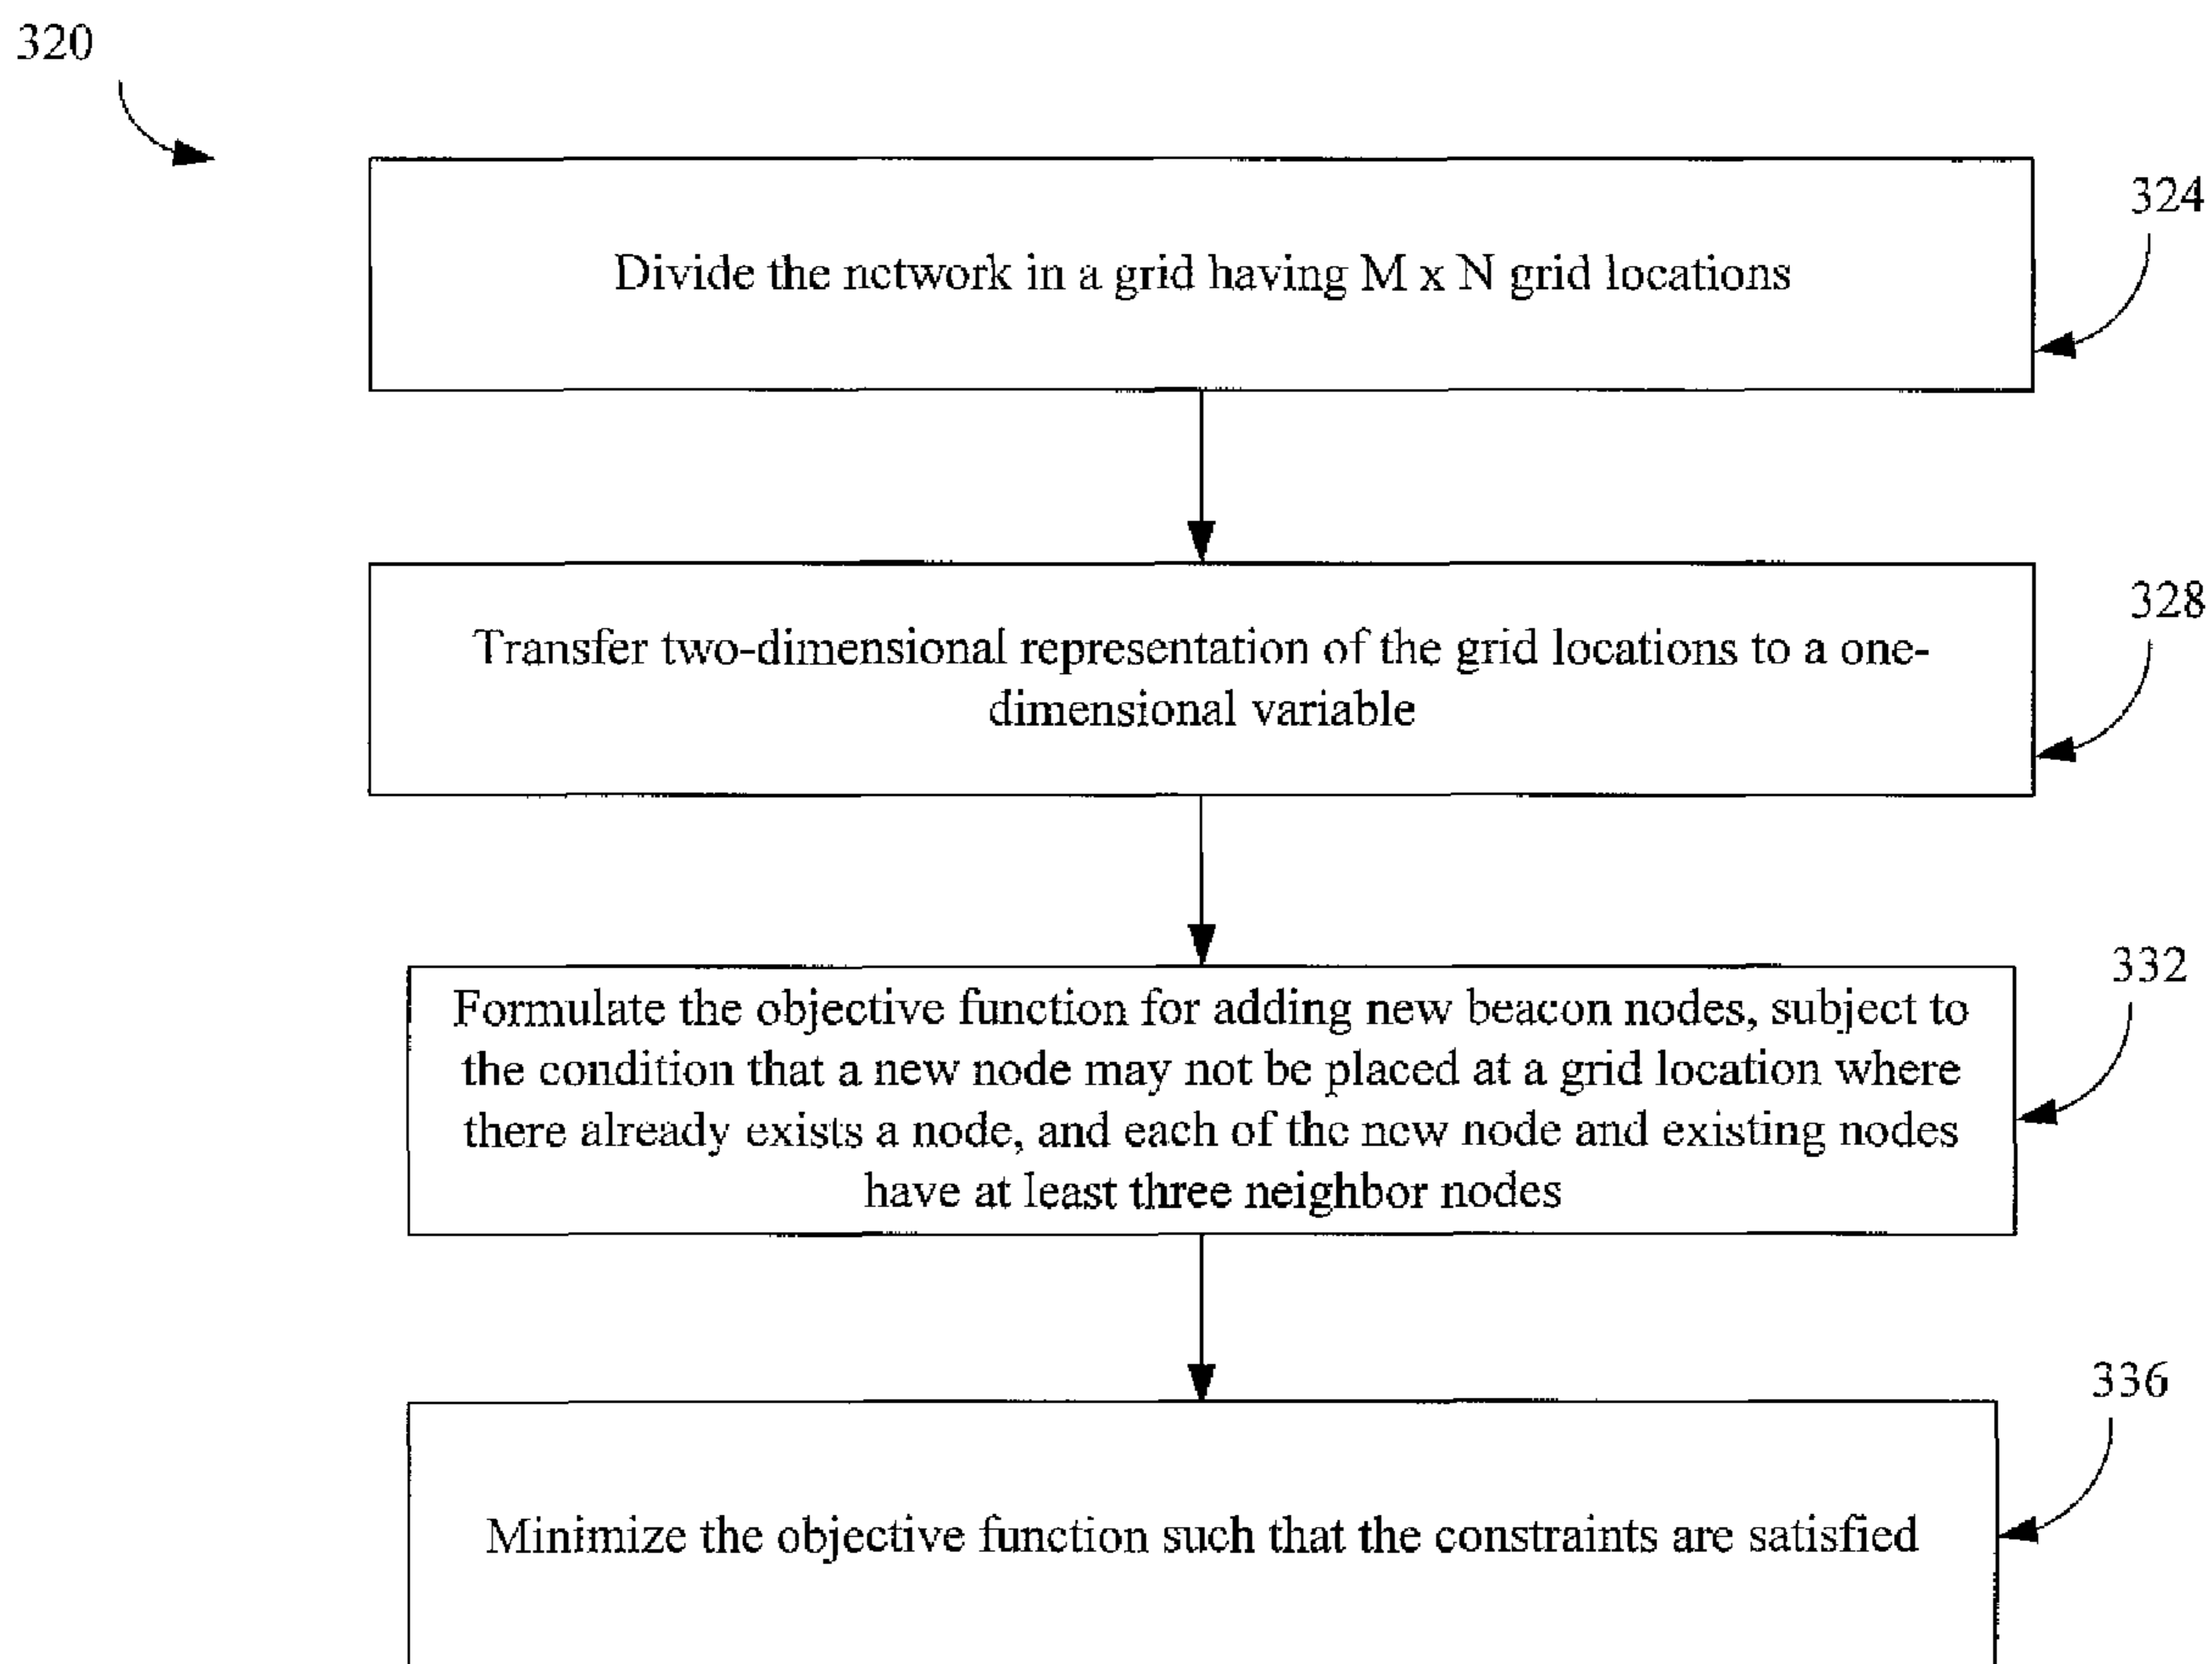 320
324
Divide the network in a grid having M x N grid locations
328
Transfer two-dimensional representation of the grid locations to a one-
dimensional variable
332
Formulate the objective function for adding new beacon nodes, subject to
the condition that a new node may not be placed at a grid location where
there already exists a node, and each of the new node and existing nodes
have at least three neighbor nodes
336
Minimize the objective function such that the constraints are satisfied